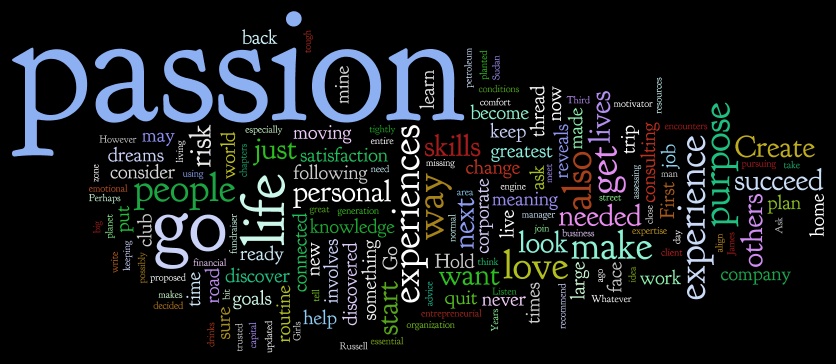 passion
back
tough
mine
learn
petroleum
planted
Sudan
conditions
comfort
become
thread
now
Third
motivator
resources
However
may
especially
moving
tightly
entire
risk
world
chapters
just
satisfaction
skills
keep
greatest
reveals
made
lives
get
trip
consulting
encounters
purpose
Create
zone
dreams
living
consider
using
following
need
experiences
missing
change
engine
ask
meet
also
assessing
First
man
job
experience
pursuing
take
succeed
emotional
Perhaps
people
life
personal
way
area
meaning
street
needed
close
expertise
others
plan
home
big
planet
put
club
go
fundraiser
connected
great
generation
knowledge
normal
next
corporate
live
manager
join
business
look
make
day
client
align
James
Ask
write
keeping
possibly
proposed
financial
ready
new
involves
discovered
something
Go
Hold
think
love
large
ago
face
idea
work
company
makes
decided
time
road
discover
goals
routine
tell
start
advice
want
Listen
quit
never
times
recommend
Whatever
drinks
sure
hit
trusted
capital
updated
Girls
help
Russell
essential
organization
entrepreneurial
Years